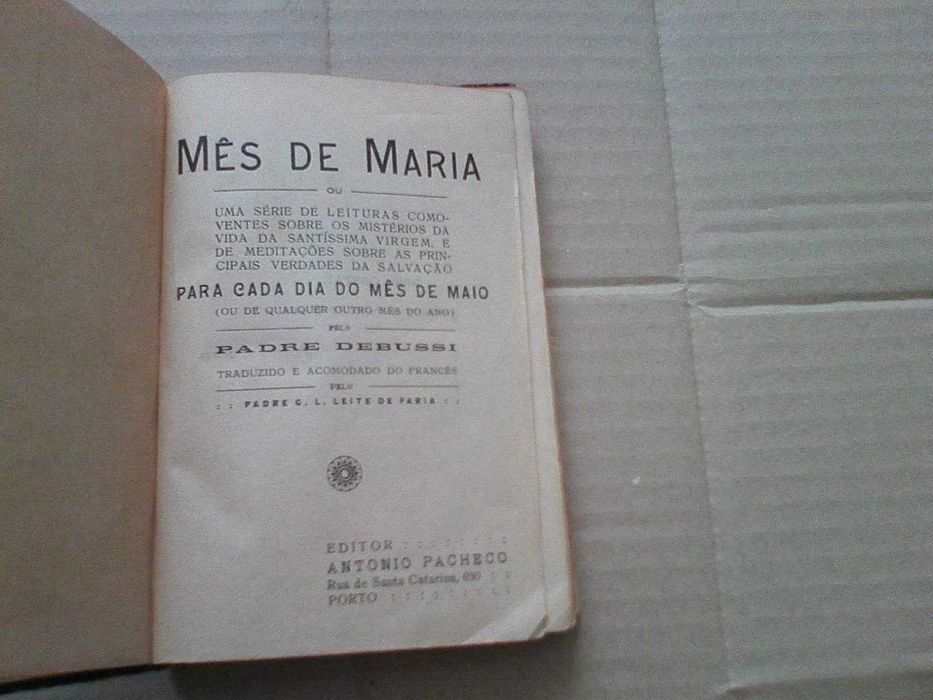 MÊS DE MARIA
OU
UMA SÉRIE DE LEITURAS COMO-
VENTES SOBRE OS MISTÉRIOS DA
VIDA DA SANTÍSSIMA VIRGEM, E
DE MEDITAÇÕES SOBRE AS PRIN-
CIPAIS VERDADES DA SALVAÇÃO
PARA CADA DIA DO MÊS DE MAIO
(OU DE QUALQUER OUTRO MÊS DO ANO)
PELO
PADRE DEBUSSI
TRADUZIDO E ACOMODADO DO FRANCÊS
PELO
: : PADRE G. L. LEITE DE FARIA : :
EDITOR : : : : : : : :
ANTONIO PACHECO
Rua de Santa Catarina, : :
PORTO : : : : : : : : :